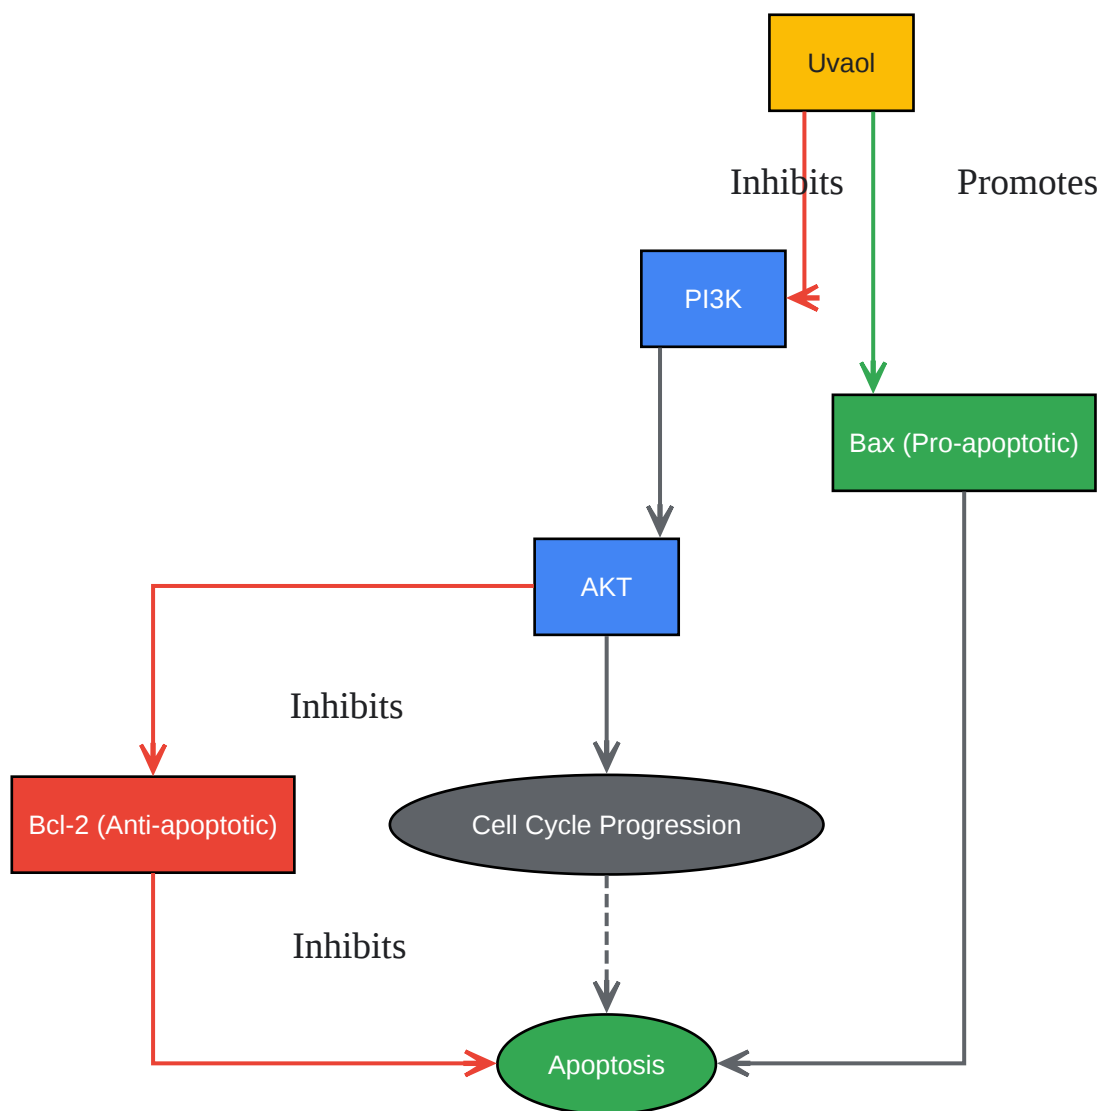 Uvaol
Inhibits
Promotes
PI3K
Bax (Pro-apoptotic)
AKT
Inhibits
Bcl-2 (Anti-apoptotic)
Cell Cycle Progression
Inhibits
Apoptosis